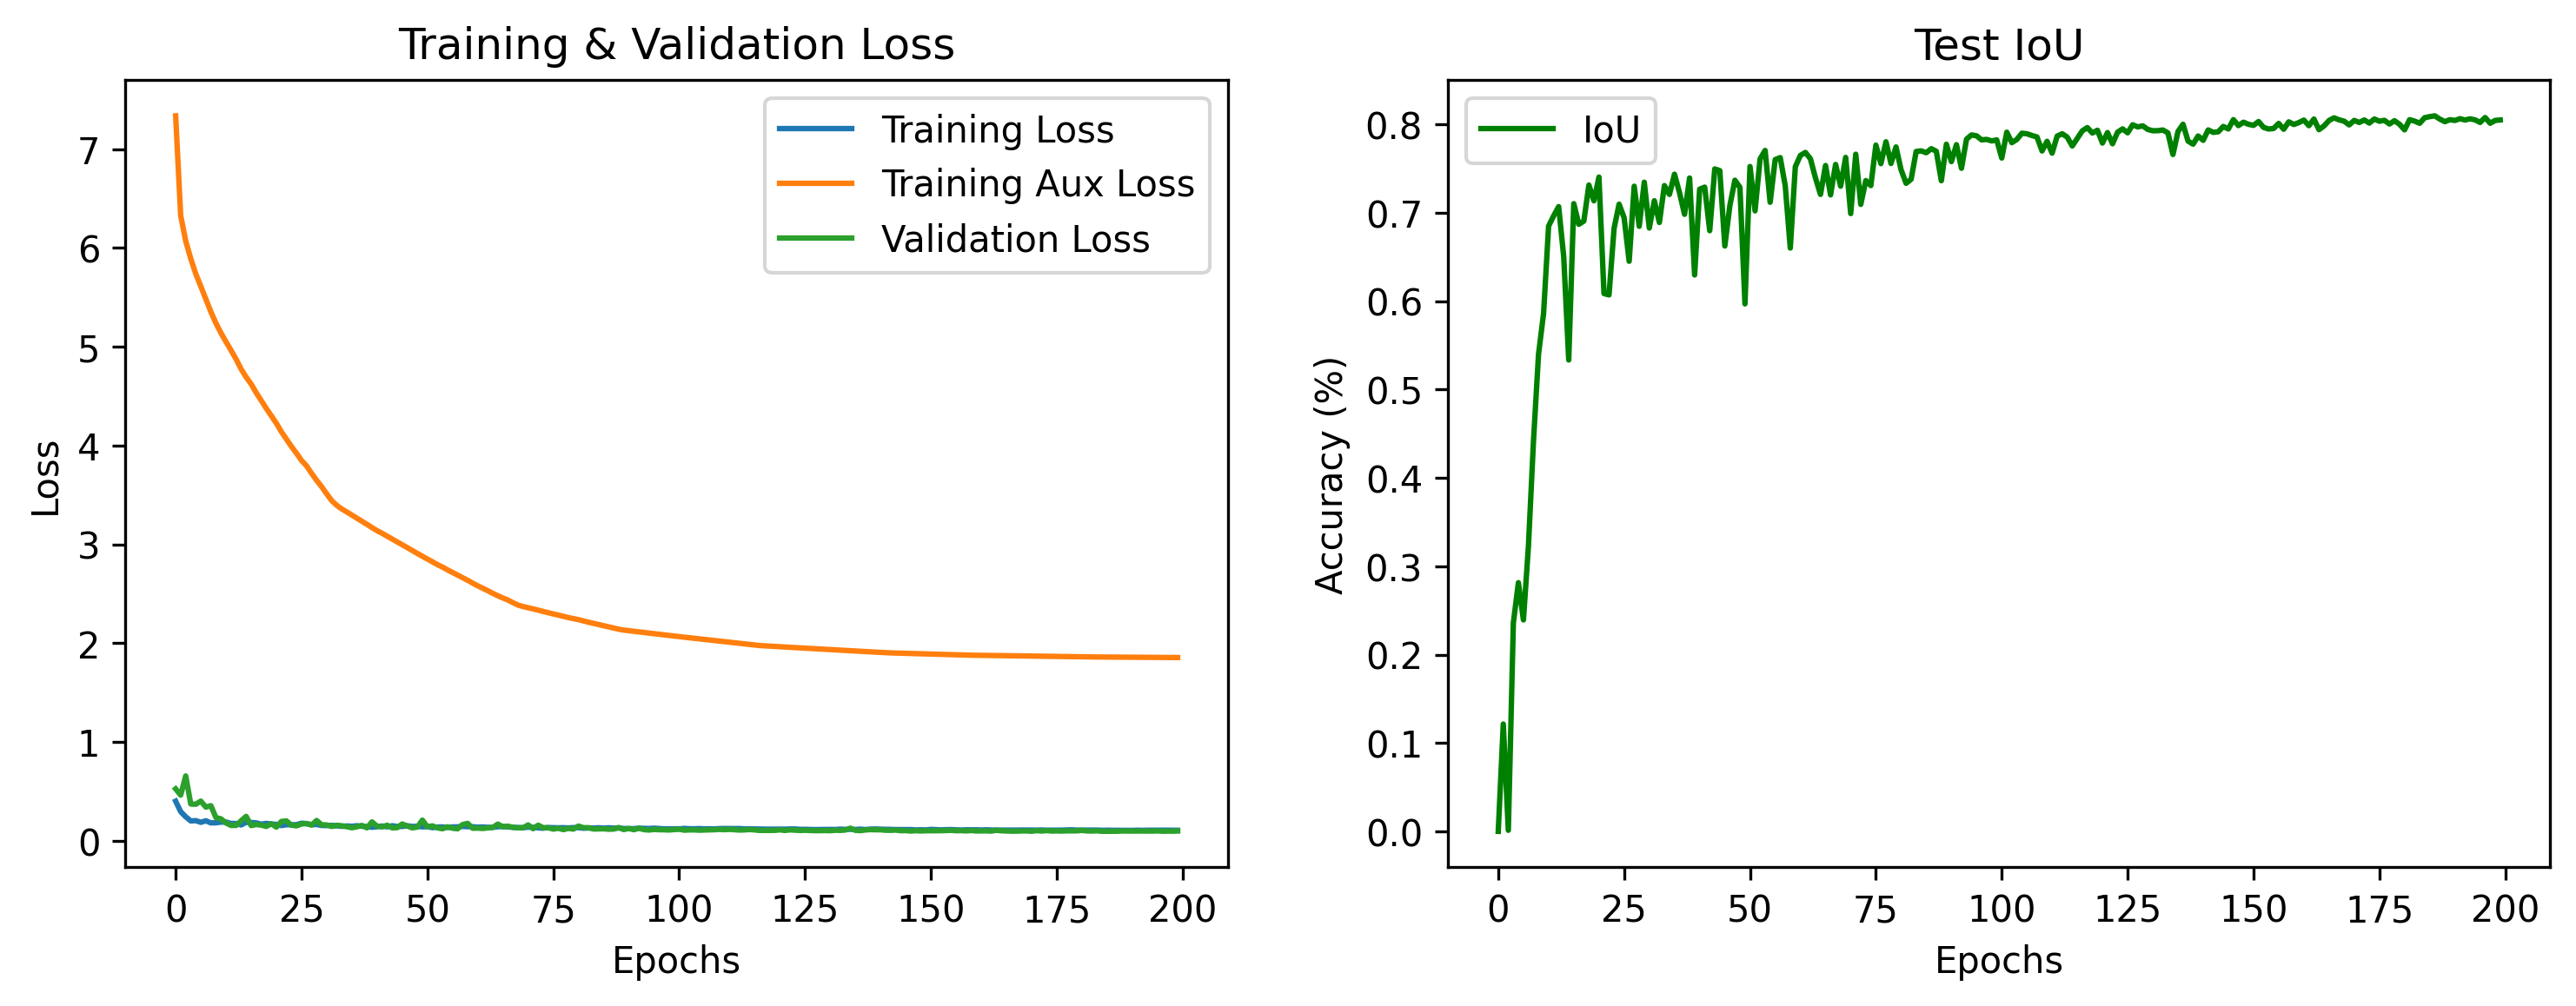 Training & Validation Loss
Training Loss
Training Aux Loss
Validation Loss
7
6
5
4
3
2
1
0
Loss
0 25 50 75 100 125 150 175 200
Epochs
Test IoU
IoU
0.8
0.7
0.6
0.5
0.4
0.3
0.2
0.1
0.0
Accuracy (%)
0 25 50 75 100 125 150 175 200
Epochs